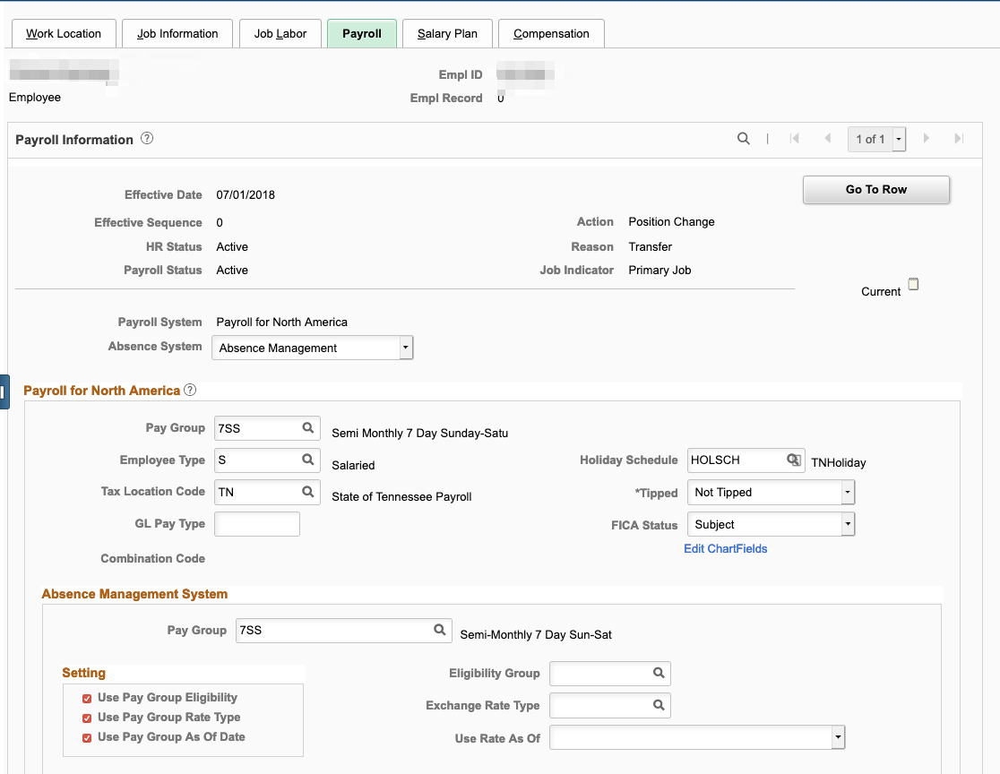 Work Location Job Information Job Labor Payroll Salary Plan Compensation
Empl ID
Employee Empl Record 0
Payroll Information ? | 1 of 1
Effective Date 07/01/2018 Go To Row
Effective Sequence 0 Action Position Change
HR Status Active Reason Transfer
Payroll Status Active Job Indicator Primary Job
Current
Payroll System Payroll for North America
Absence System Absence Management
Payroll for North America ?
Pay Group 7SS Semi Monthly 7 Day Sunday-Satu
Employee Type S Salaried Holiday Schedule HOLSCH TNHoliday
Tax Location Code TN State of Tennessee Payroll *Tipped Not Tipped
GL Pay Type FICA Status Subject
Edit ChartFields
Combination Code
Absence Management System
Pay Group 7SS Semi-Monthly 7 Day Sun-Sat
Setting Eligibility Group
Use Pay Group Eligibility
Use Pay Group Rate Type Exchange Rate Type
Use Pay Group As Of Date Use Rate As Of